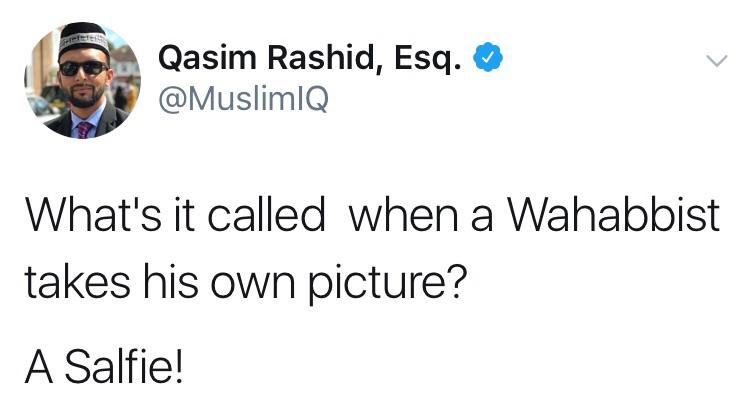 Qasim Rashid, Esq.
@MuslimIQ
What's it called  when a Wahabbist
takes his own picture?
A Salfie!